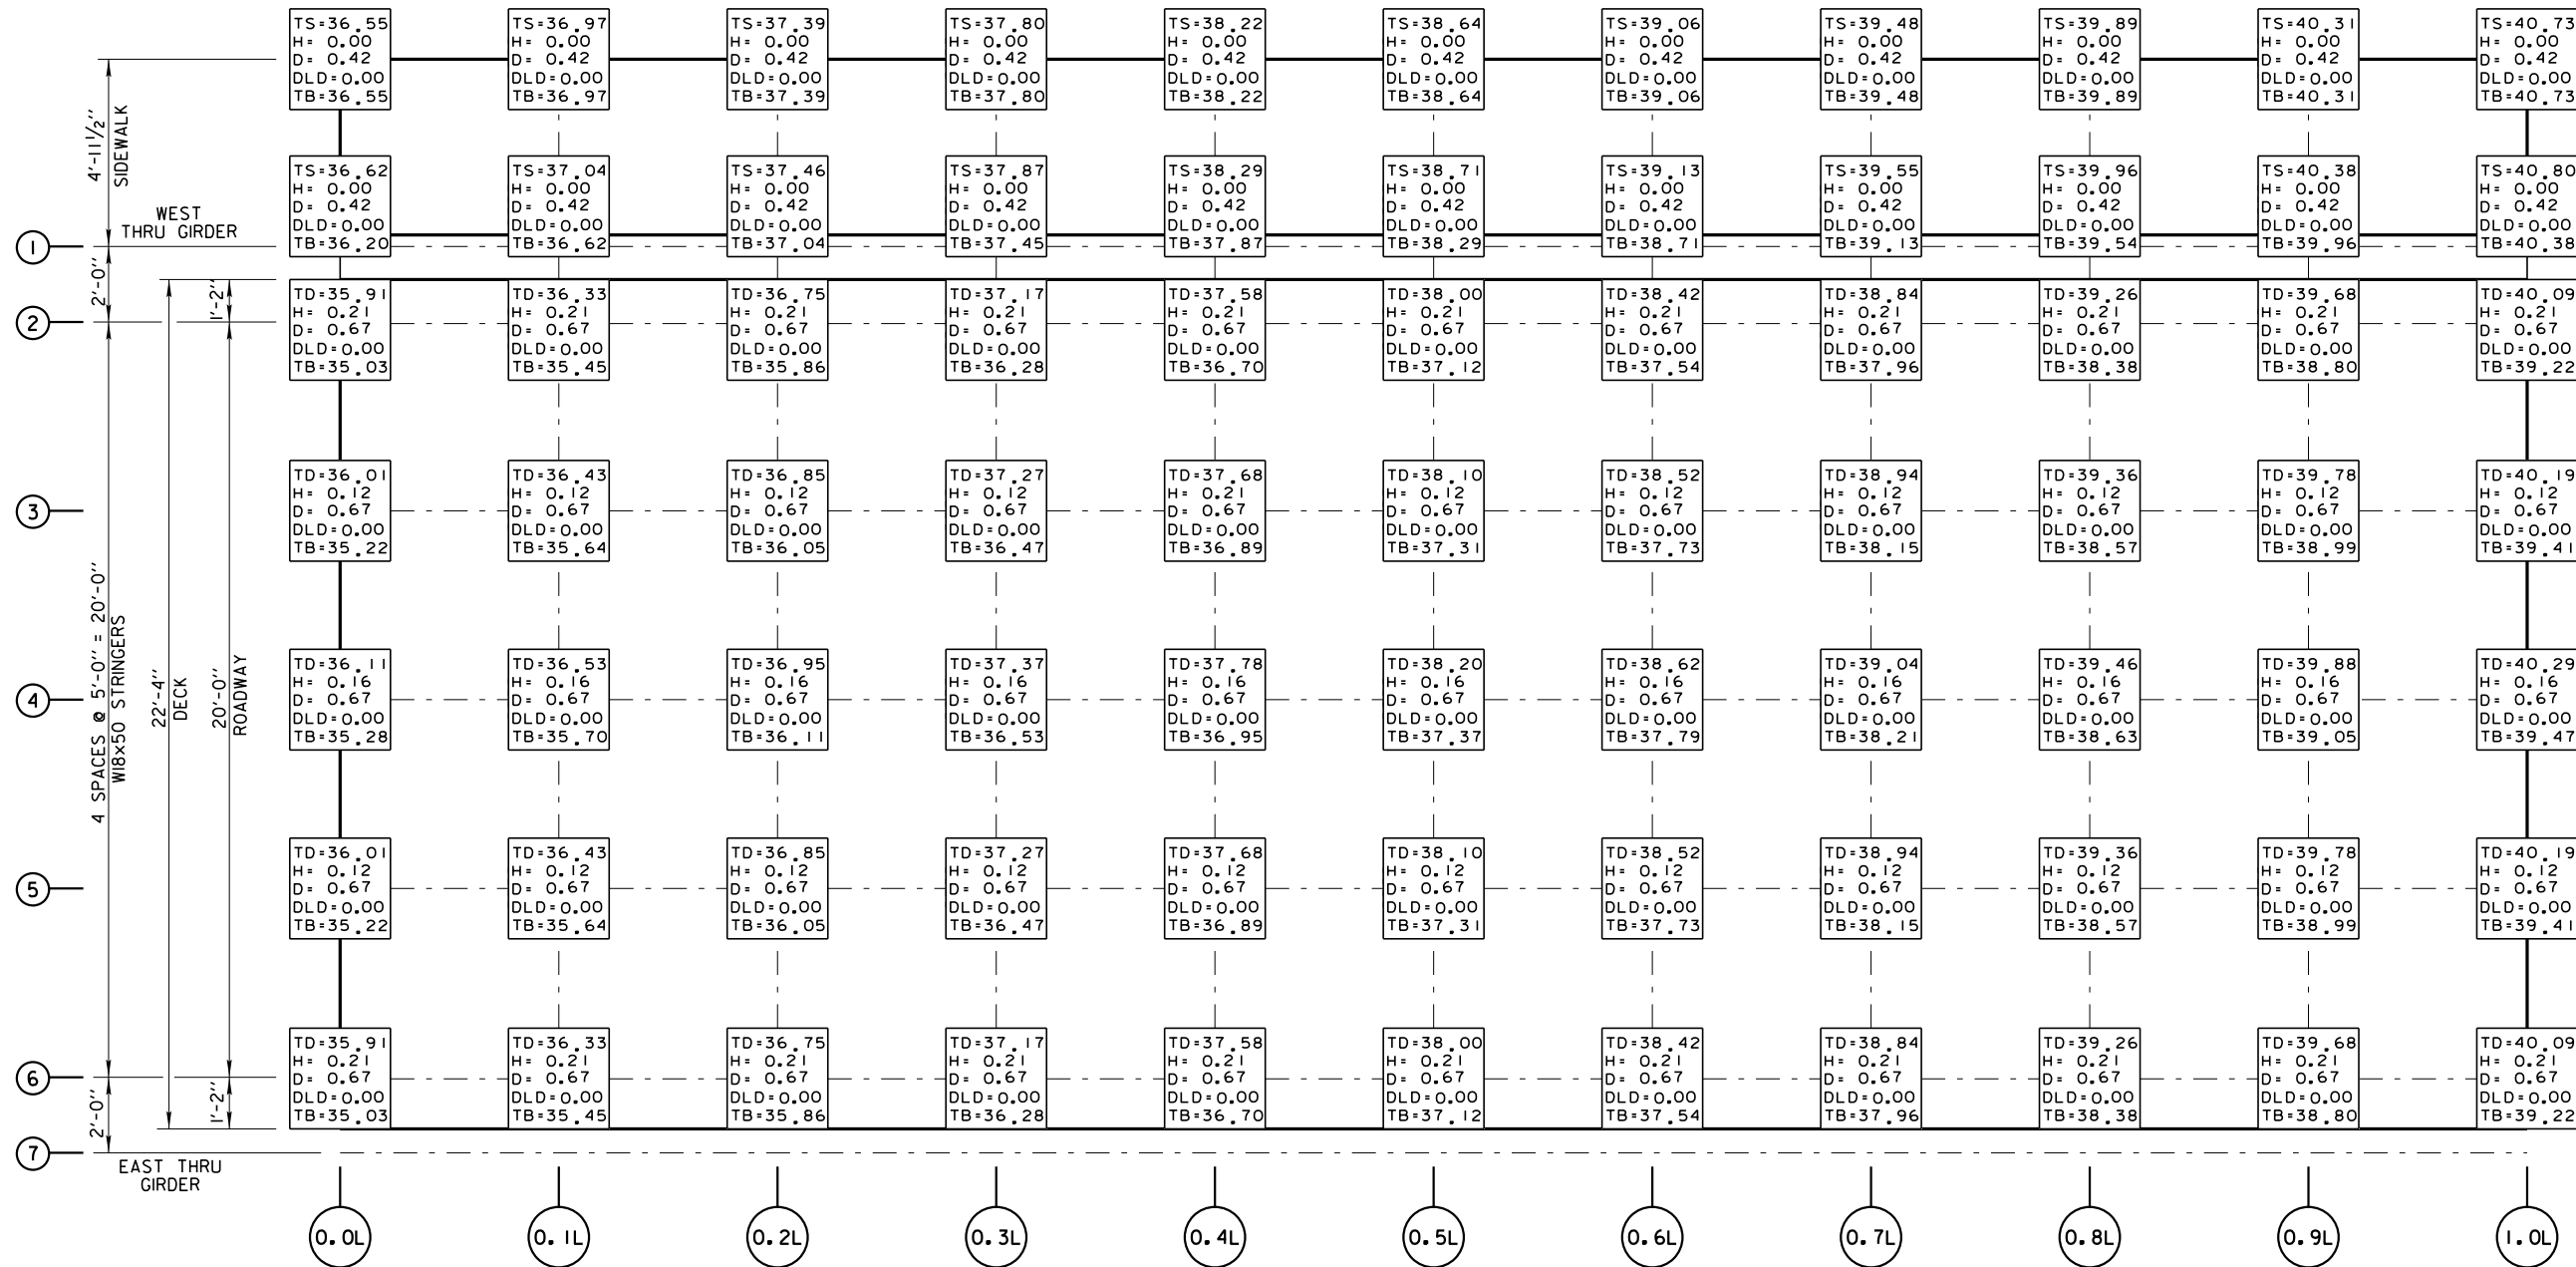 TS=36.55 TS=36.97 TS=37.39 TS=37.80 TS=38.22 TS=38.64 TS=39.06 TS=39.48 TS=39.89 TS=40.31 TS=40.73
H= 0.00 H= 0.00 H= 0.00 H= 0.00 H= 0.00 H= 0.00 H= 0.00 H= 0.00 H= 0.00 H= 0.00 H= 0.00
D= 0.42 D= 0.42 D= 0.42 D= 0.42 D= 0.42 D= 0.42 D= 0.42 D= 0.42 D= 0.42 D= 0.42 D= 0.42
DLD=0.00 DLD=0.00 DLD=0.00 DLD=0.00 DLD=0.00 DLD=0.00 DLD=0.00 DLD=0.00 DLD=0.00 DLD=0.00 DLD=0.00
TB=36.55 TB=36.97 TB=37.39 TB=37.80 TB=38.22 TB=38.64 TB=39.06 TB=39.48 TB=39.89 TB=40.31 TB=40.73
4'-11 1/2"
SIDEWALK
TS=36.62 TS=37.04 TS=37.46 TS=37.87 TS=38.29 TS=38.71 TS=39.13 TS=39.55 TS=39.96 TS=40.38 TS=40.80
H= 0.00 H= 0.00 H= 0.00 H= 0.00 H= 0.00 H= 0.00 H= 0.00 H= 0.00 H= 0.00 H= 0.00 H= 0.00
D= 0.42 D= 0.42 D= 0.42 D= 0.42 D= 0.42 D= 0.42 D= 0.42 D= 0.42 D= 0.42 D= 0.42 D= 0.42
DLD=0.00 DLD=0.00 DLD=0.00 DLD=0.00 DLD=0.00 DLD=0.00 DLD=0.00 DLD=0.00 DLD=0.00 DLD=0.00 DLD=0.00
TB=36.20 TB=36.62 TB=37.04 TB=37.45 TB=37.87 TB=38.29 TB=38.71 TB=39.13 TB=39.54 TB=39.96 TB=40.38
WEST
THRU GIRDER
1
2'-0"
1'-2"
2
TD=35.91 TD=36.33 TD=36.75 TD=37.17 TD=37.58 TD=38.00 TD=38.42 TD=38.84 TD=39.26 TD=39.68 TD=40.09
H= 0.21 H= 0.21 H= 0.21 H= 0.21 H= 0.21 H= 0.21 H= 0.21 H= 0.21 H= 0.21 H= 0.21 H= 0.21
D= 0.67 D= 0.67 D= 0.67 D= 0.67 D= 0.67 D= 0.67 D= 0.67 D= 0.67 D= 0.67 D= 0.67 D= 0.67
DLD=0.00 DLD=0.00 DLD=0.00 DLD=0.00 DLD=0.00 DLD=0.00 DLD=0.00 DLD=0.00 DLD=0.00 DLD=0.00 DLD=0.00
TB=35.03 TB=35.45 TB=35.86 TB=36.28 TB=36.70 TB=37.12 TB=37.54 TB=37.96 TB=38.38 TB=38.80 TB=39.22
3
TD=36.01 TD=36.43 TD=36.85 TD=37.27 TD=37.68 TD=38.10 TD=38.52 TD=38.94 TD=39.36 TD=39.78 TD=40.19
H= 0.12 H= 0.12 H= 0.12 H= 0.12 H= 0.21 H= 0.12 H= 0.12 H= 0.12 H= 0.12 H= 0.12 H= 0.12
D= 0.67 D= 0.67 D= 0.67 D= 0.67 D= 0.67 D= 0.67 D= 0.67 D= 0.67 D= 0.67 D= 0.67 D= 0.67
DLD=0.00 DLD=0.00 DLD=0.00 DLD=0.00 DLD=0.00 DLD=0.00 DLD=0.00 DLD=0.00 DLD=0.00 DLD=0.00 DLD=0.00
TB=35.22 TB=35.64 TB=36.05 TB=36.47 TB=36.89 TB=37.31 TB=37.73 TB=38.15 TB=38.57 TB=38.99 TB=39.41
4 SPACES @ 5'-0" = 20'-0"
W18x50 STRINGERS
22'-4"
DECK
20'-0"
ROADWAY
4
TD=36.11 TD=36.53 TD=36.95 TD=37.37 TD=37.78 TD=38.20 TD=38.62 TD=39.04 TD=39.46 TD=39.88 TD=40.29
H= 0.16 H= 0.16 H= 0.16 H= 0.16 H= 0.16 H= 0.16 H= 0.16 H= 0.16 H= 0.16 H= 0.16 H= 0.16
D= 0.67 D= 0.67 D= 0.67 D= 0.67 D= 0.67 D= 0.67 D= 0.67 D= 0.67 D= 0.67 D= 0.67 D= 0.67
DLD=0.00 DLD=0.00 DLD=0.00 DLD=0.00 DLD=0.00 DLD=0.00 DLD=0.00 DLD=0.00 DLD=0.00 DLD=0.00 DLD=0.00
TB=35.28 TB=35.70 TB=36.11 TB=36.53 TB=36.95 TB=37.37 TB=37.79 TB=38.21 TB=38.63 TB=39.05 TB=39.47
5
TD=36.01 TD=36.43 TD=36.85 TD=37.27 TD=37.68 TD=38.10 TD=38.52 TD=38.94 TD=39.36 TD=39.78 TD=40.19
H= 0.12 H= 0.12 H= 0.12 H= 0.12 H= 0.12 H= 0.12 H= 0.12 H= 0.12 H= 0.12 H= 0.12 H= 0.12
D= 0.67 D= 0.67 D= 0.67 D= 0.67 D= 0.67 D= 0.67 D= 0.67 D= 0.67 D= 0.67 D= 0.67 D= 0.67
DLD=0.00 DLD=0.00 DLD=0.00 DLD=0.00 DLD=0.00 DLD=0.00 DLD=0.00 DLD=0.00 DLD=0.00 DLD=0.00 DLD=0.00
TB=35.22 TB=35.64 TB=36.05 TB=36.47 TB=36.89 TB=37.31 TB=37.73 TB=38.15 TB=38.57 TB=38.99 TB=39.41
6
TD=35.91 TD=36.33 TD=36.75 TD=37.17 TD=37.58 TD=38.00 TD=38.42 TD=38.84 TD=39.26 TD=39.68 TD=40.09
H= 0.21 H= 0.21 H= 0.21 H= 0.21 H= 0.21 H= 0.21 H= 0.21 H= 0.21 H= 0.21 H= 0.21 H= 0.21
D= 0.67 D= 0.67 D= 0.67 D= 0.67 D= 0.67 D= 0.67 D= 0.67 D= 0.67 D= 0.67 D= 0.67 D= 0.67
DLD=0.00 DLD=0.00 DLD=0.00 DLD=0.00 DLD=0.00 DLD=0.00 DLD=0.00 DLD=0.00 DLD=0.00 DLD=0.00 DLD=0.00
TB=35.03 TB=35.45 TB=35.86 TB=36.28 TB=36.70 TB=37.12 TB=37.54 TB=37.96 TB=38.38 TB=38.80 TB=39.22
2'-0"
1'-2"
7
EAST THRU
GIRDER
0.0L 0.1L 0.2L 0.3L 0.4L 0.5L 0.6L 0.7L 0.8L 0.9L 1.0L